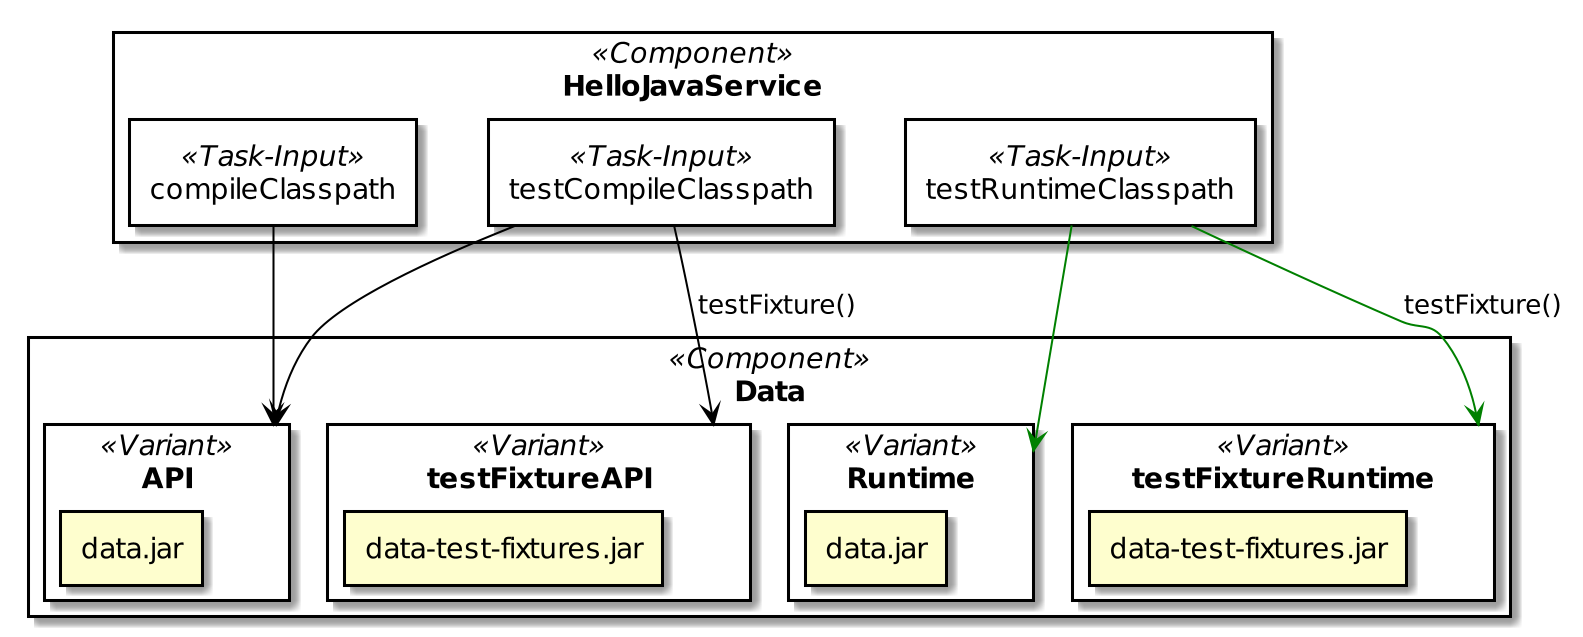 «Component»
HelloJavaService
«Task-Input»
compileClasspath
«Task-Input»
testCompileClasspath
«Task-Input»
testRuntimeClasspath
testFixture()
testFixture()
«Component»
Data
«Variant»
API
data.jar
«Variant»
testFixtureAPI
data-test-fixtures.jar
«Variant»
Runtime
data.jar
«Variant»
testFixtureRuntime
data-test-fixtures.jar